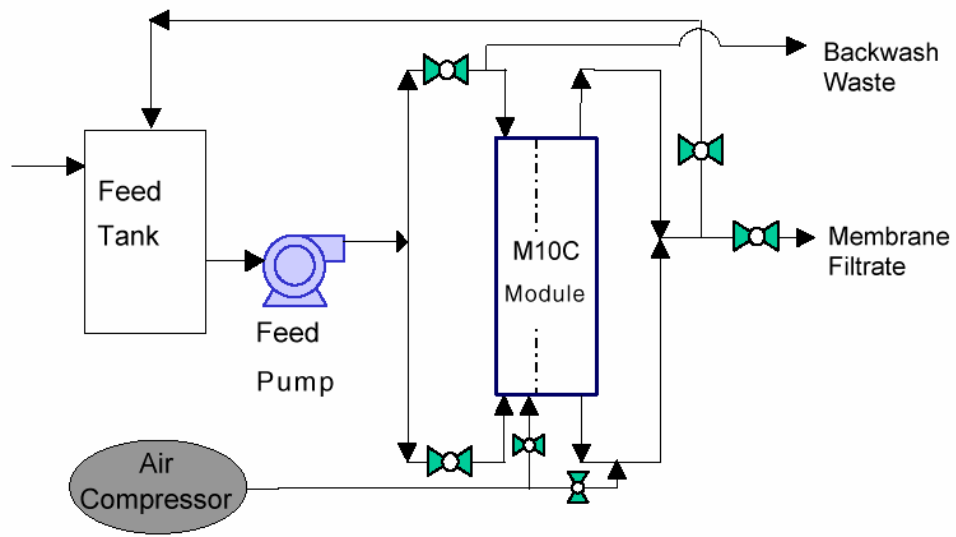 Backwash
Waste
Feed
Tank
M10C
Module
Membrane
Filtrate
Feed
Pump
Air
Compressor